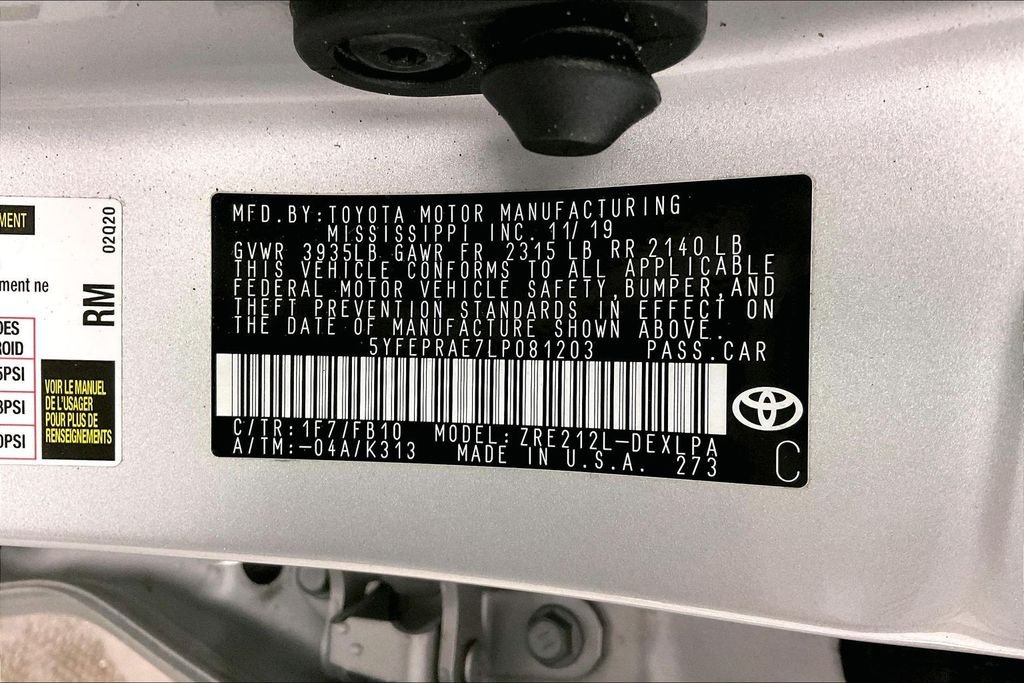 MENT
02Q20
ment ne
RM
DES
ROID
5PSI
3PSI
0PSI
VOIR LE MANUEL
DE L'USAGER
POUR PLUS DE
RENSEIGNEMENTS
MFD.BY:TOYOTA MOTOR MANUFACTURING
MISSISSIPPI INC. 11/19
GVWR 3935LB GAWR FR 2315 LB RR 2140 LB
THIS VEHICLE CONFORMS TO ALL APPLICABLE
FEDERAL MOTOR VEHICLE SAFETY, BUMPER, AND
THEFT PREVENTION STANDARDS IN EFFECT ON
THE DATE OF MANUFACTURE SHOWN ABOVE.
5YFEPRAE7LP081203 PASS.CAR
C/TR:1F7/FB10 MODEL:ZRE212L-DEXLPA
A/TM:-04A/K313 MADE IN U.S.A. 273
C